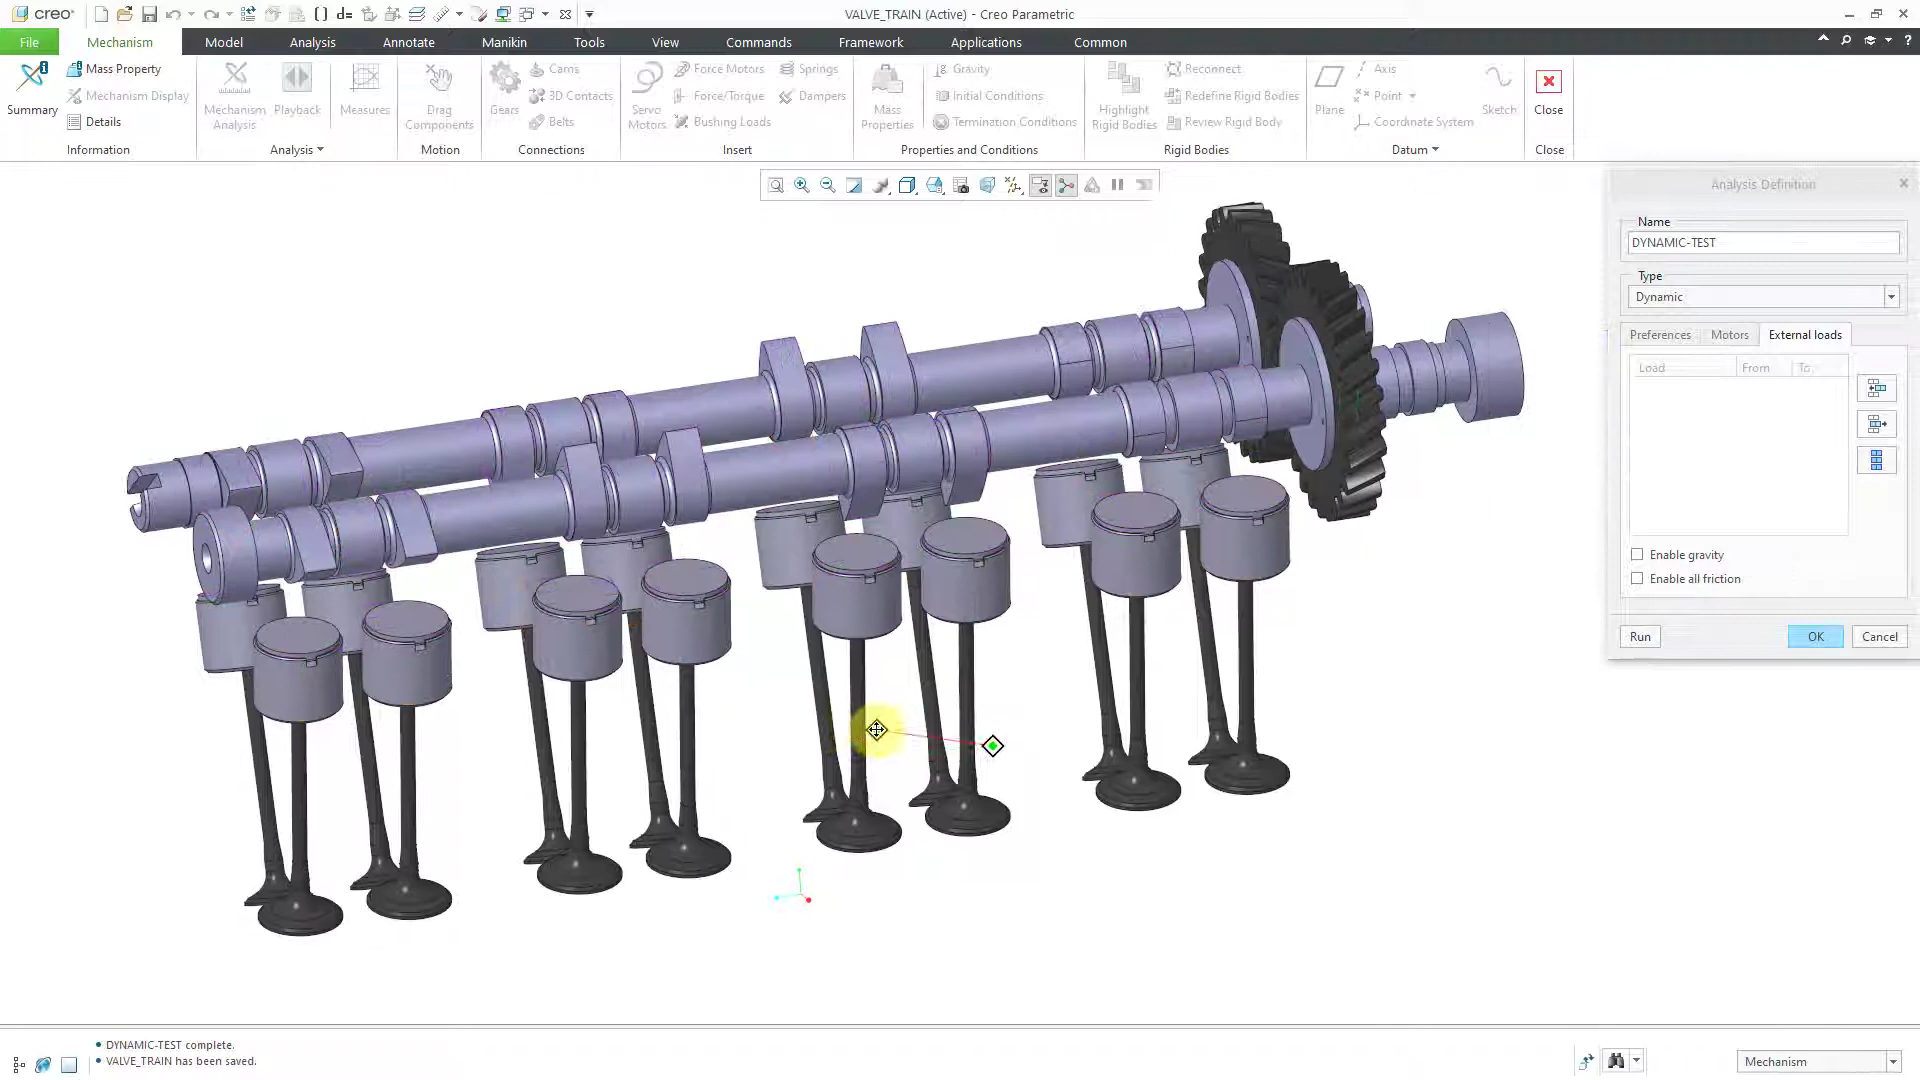 creo
VALVE_TRAIN (Active) - Creo Parametric
File Mechanism Model Analysis Annotate Manikin Tools View Commands Framework Applications Common
Summary
Mass Property
Mechanism Display
Details
Information
Mechanism Analysis
Playback
Measures
Analysis
Drag Components
Motion
Gears
Cams
3D Contacts
Belts
Connections
Servo Motors
Force Motors
Force/Torque
Bushing Loads
Springs
Dampers
Insert
Mass Properties
Gravity
Initial Conditions
Termination Conditions
Properties and Conditions
Highlight Rigid Bodies
Reconnect
Redefine Rigid Bodies
Review Rigid Body
Rigid Bodies
Plane
Axis
Point
Coordinate System
Sketch
Datum
Close
Close
Analysis Definition
Name
DYNAMIC-TEST
Type
Dynamic
Preferences Motors External loads
Load From To
Enable gravity
Enable all friction
Run OK Cancel
DYNAMIC-TEST complete.
VALVE_TRAIN has been saved.
Mechanism